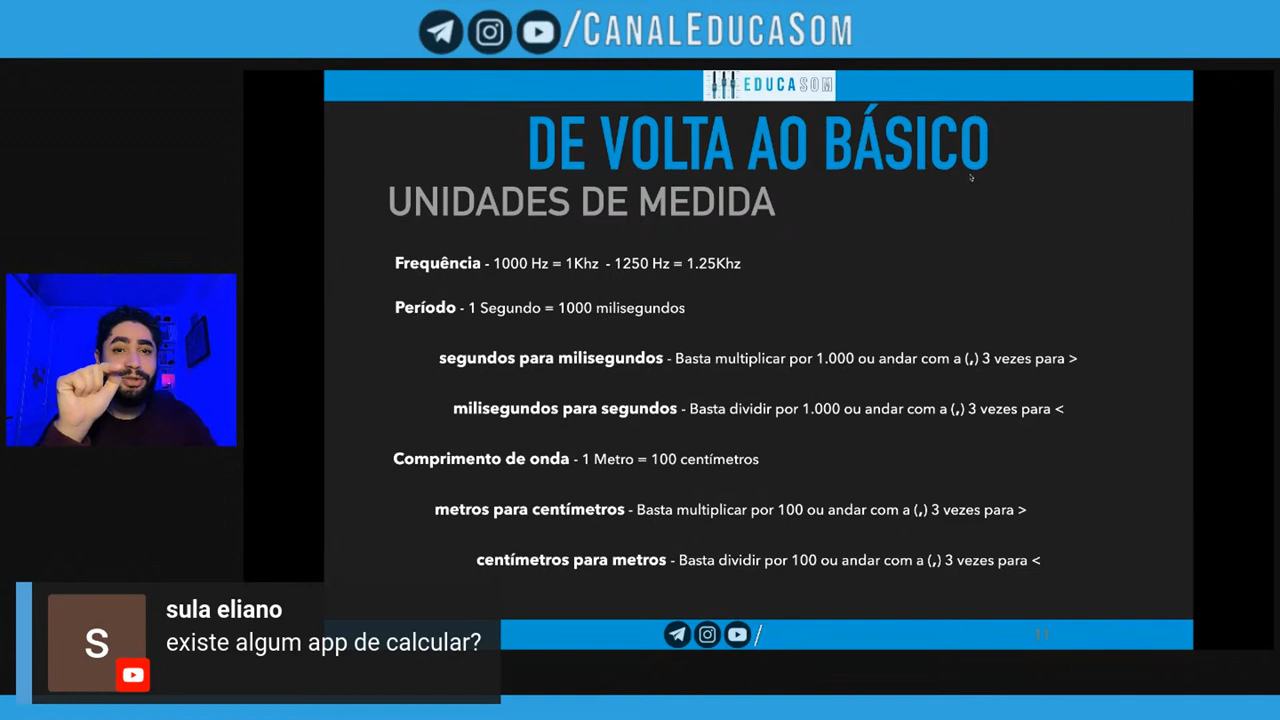 /CANALEDUCASOM
EDUCASOM
DE VOLTA AO BÁSICO
UNIDADES DE MEDIDA
Frequência - 1000 Hz = 1Khz - 1250 Hz = 1.25Khz
Período - 1 Segundo = 1000 milisegundos
segundos para milisegundos - Basta multiplicar por 1.000 ou andar com a (,) 3 vezes para >
milisegundos para segundos - Basta dividir por 1.000 ou andar com a (,) 3 vezes para <
Comprimento de onda - 1 Metro = 100 centímetros
metros para centímetros - Basta multiplicar por 100 ou andar com a (,) 3 vezes para >
centímetros para metros - Basta dividir por 100 ou andar com a (,) 3 vezes para <
/
11
S
sula eliano
existe algum app de calcular?